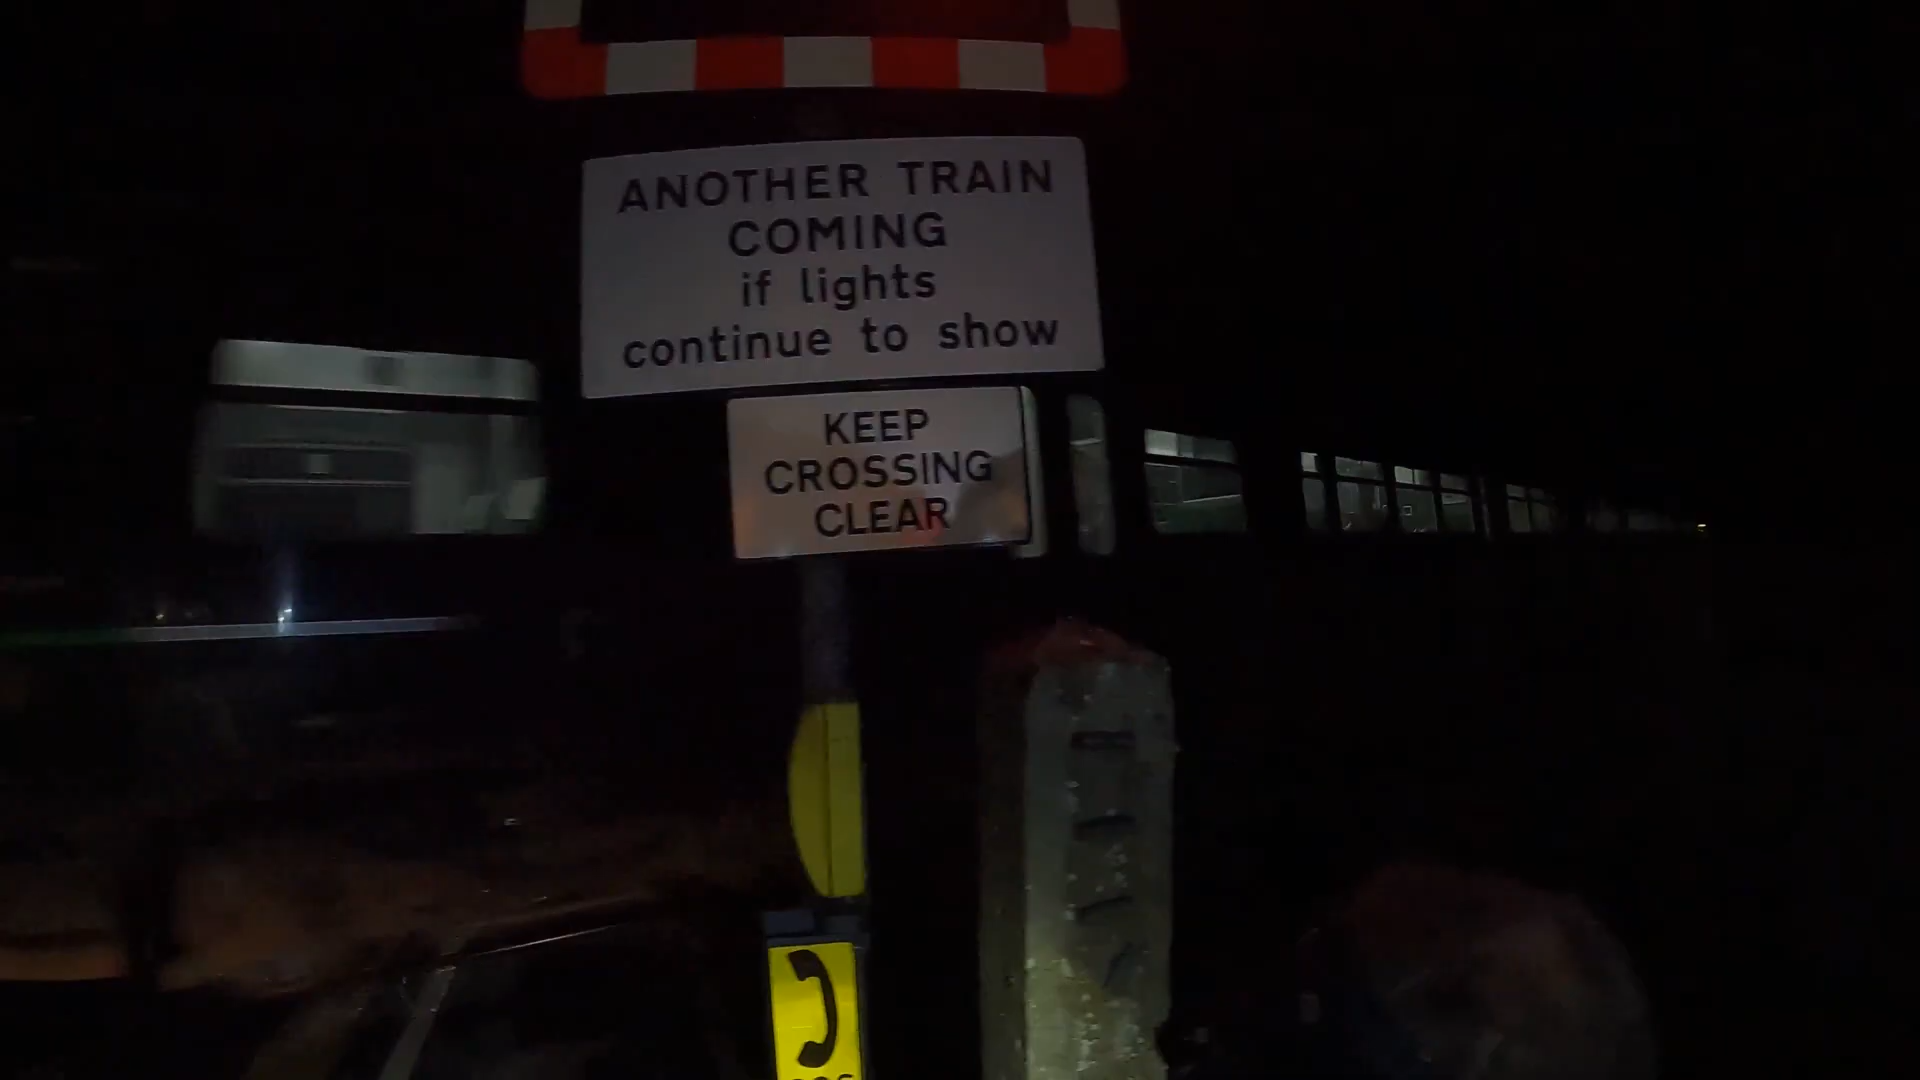 ANOTHER TRAIN
COMING
if lights
continue to show
KEEP
CROSSING
CLEAR